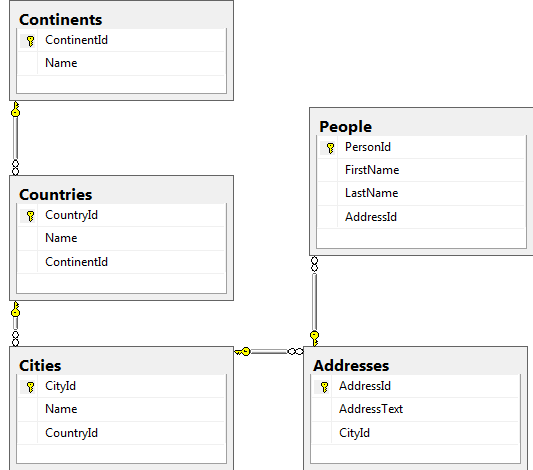 Continents
ContinentId
Name
Countries
CountryId
Name
ContinentId
Cities
CityId
Name
CountryId
People
PersonId
FirstName
LastName
AddressId
Addresses
AddressId
AddressText
CityId